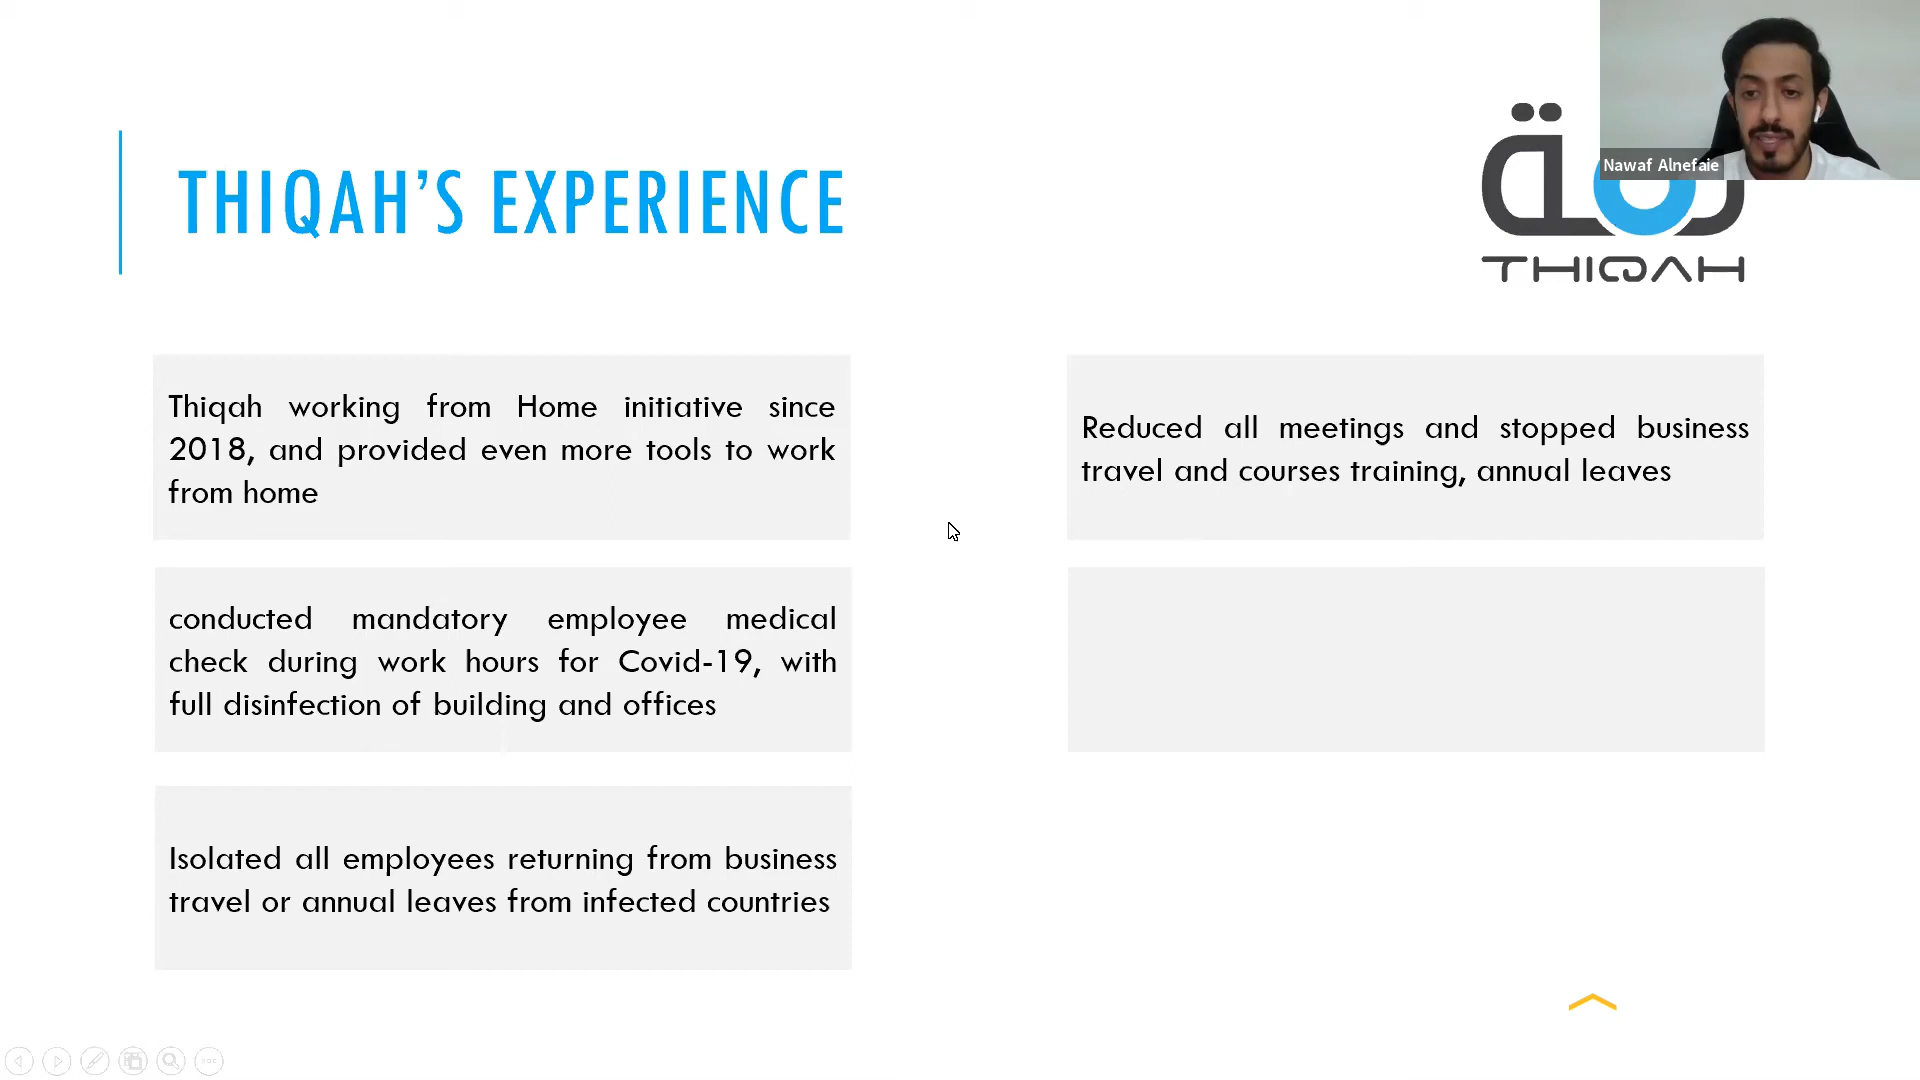 Nawaf Alnefaie
THIQAH'S EXPERIENCE
ثقة
THIQAH
Thiqah working from Home initiative since
2018, and provided even more tools to work
from home
conducted mandatory employee medical
check during work hours for Covid-19, with
full disinfection of building and offices
Isolated all employees returning from business
travel or annual leaves from infected countries
Reduced all meetings and stopped business
travel and courses training, annual leaves